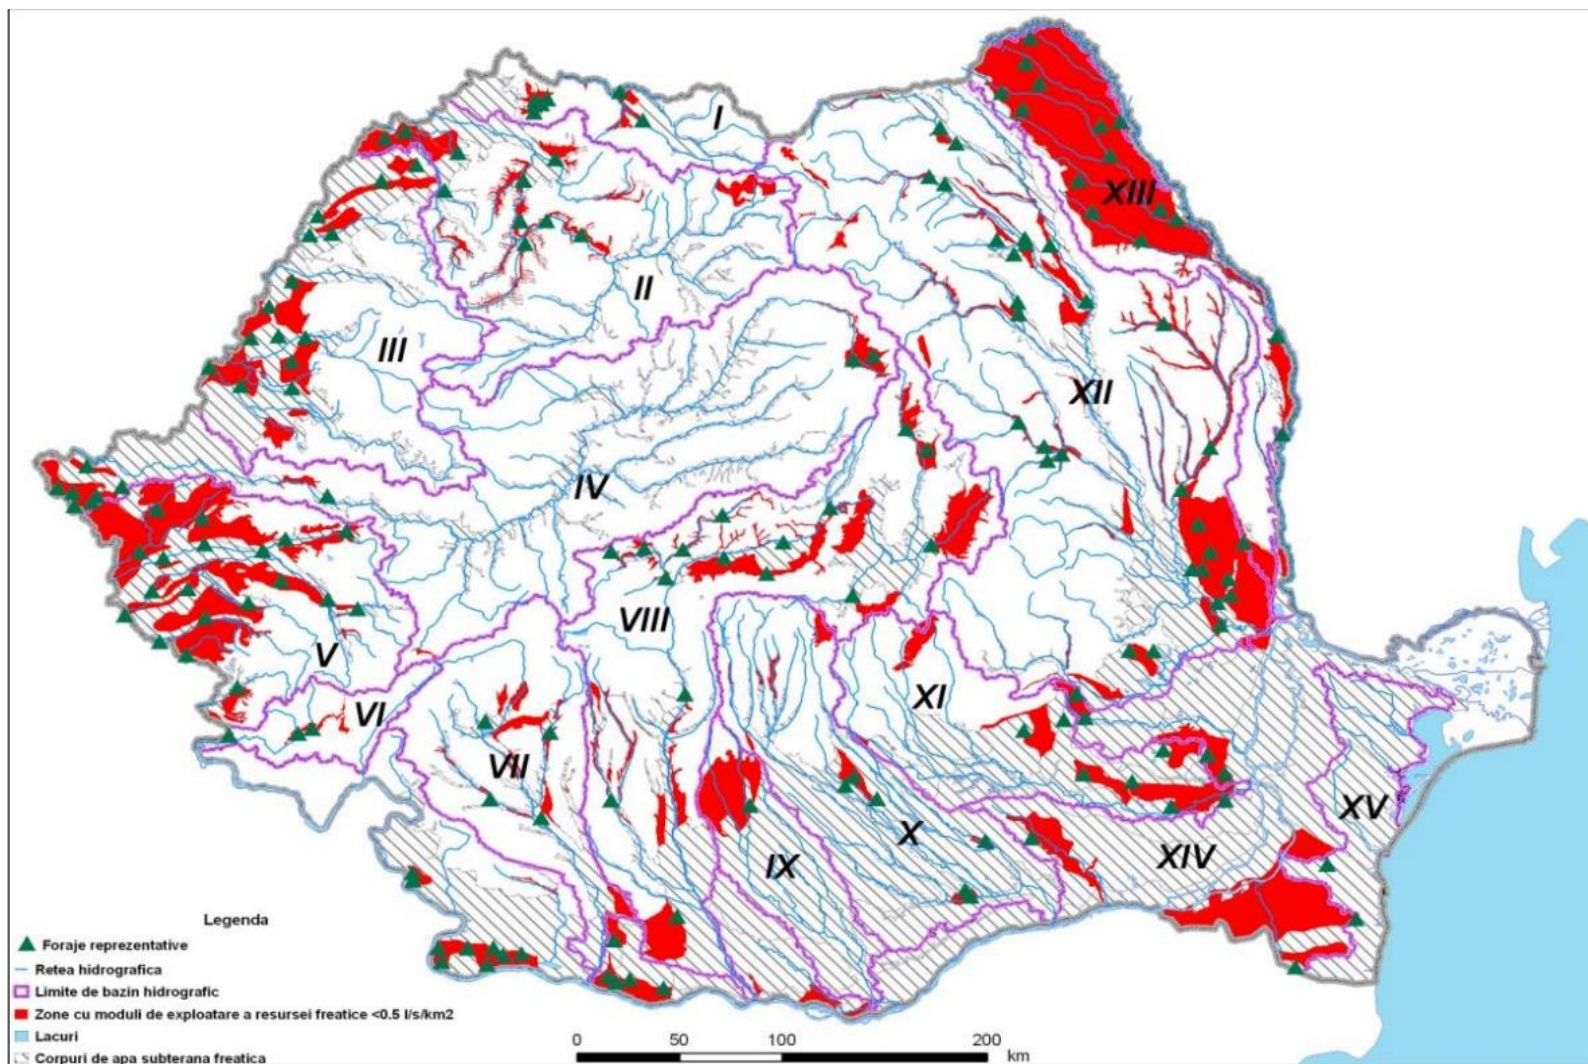 I
XIII
II
III
XII
IV
VIII
V
XI
VI
VII
XV
X
XIV
IX
Legenda
Foraje reprezentative
Retea hidrografica
Limite de bazin hidrografic
Zone cu moduli de exploatare a resursei freatice <0.5 l/s/km2
Lacuri
Corpuri de apa subterana freatica
0 50 100 200
km